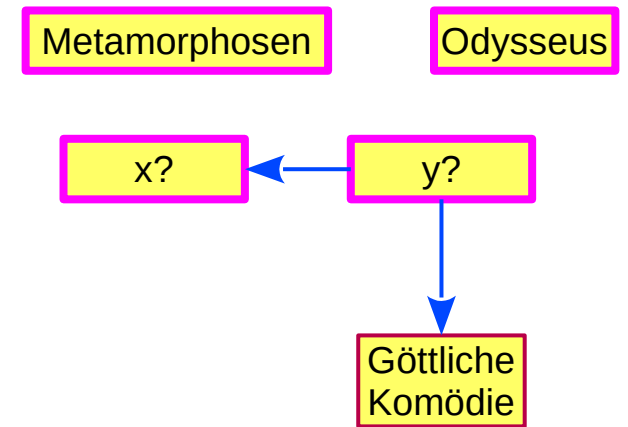 Metamorphosen
Odysseus
x?
y?
Göttliche
Komödie